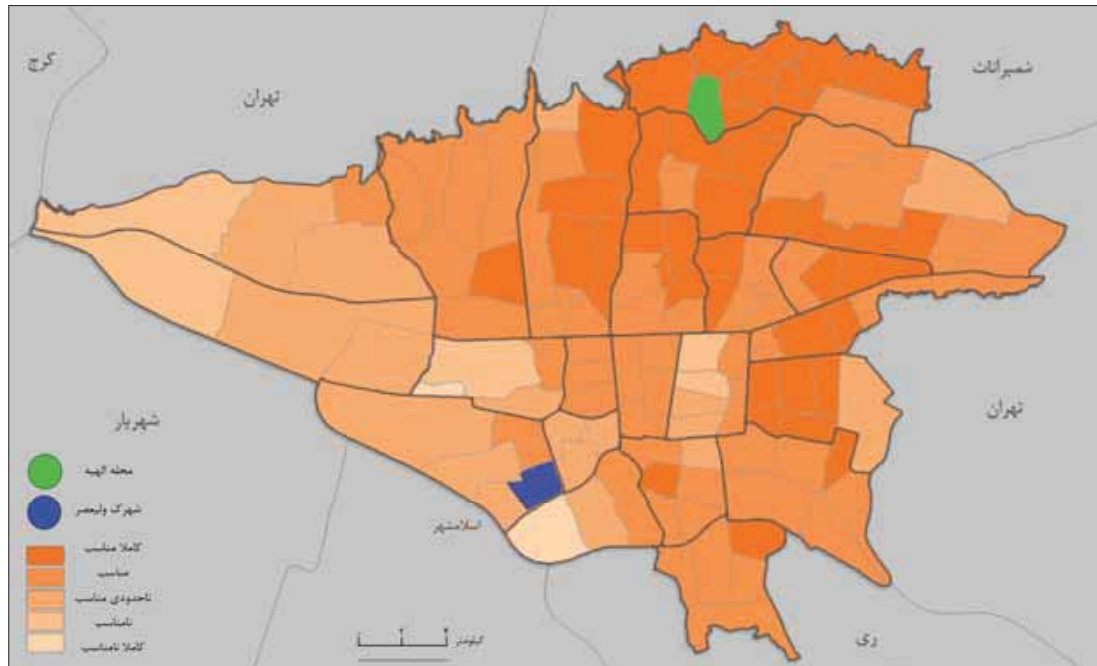 کرج
تهران
شمیرانات
تهران
شهریار
محله الهیه
شهرک ولیعصر
اسلامشهر
کاملا مناسب
مناسب
تاحدودی مناسب
نامناسب
کاملا نامناسب
کیلومتر
ری